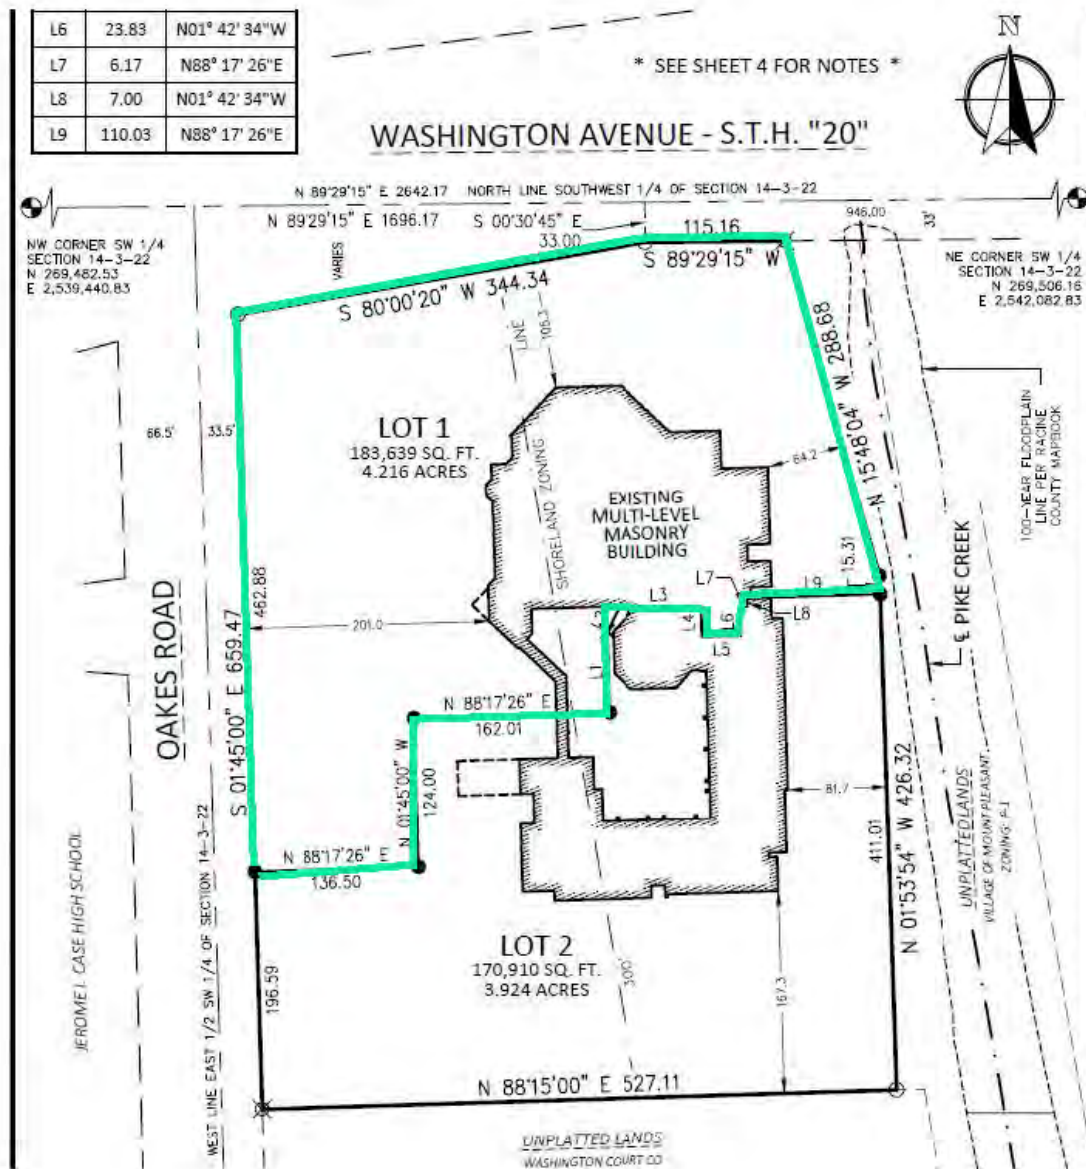 L6 23.83 N01° 42' 34"W
L7 6.17 N88° 17' 26"E
L8 7.00 N01° 42' 34"W
L9 110.03 N88° 17' 26"E
* SEE SHEET 4 FOR NOTES *
N
WASHINGTON AVENUE - S.T.H. "20"
N 89°29'15" E 2642.17 NORTH LINE SOUTHWEST 1/4 OF SECTION 14-3-22
N 89°29'15" E 1696.17 S 00°30'45" E
33.00
115.16
946.00
33'
NW CORNER SW 1/4
SECTION 14-3-22
N 269,482.53
E 2,539,440.83
VARIES
S 89°29'15" W
NE CORNER SW 1/4
SECTION 14-3-22
N 269,506.16
E 2,542,082.83
S 80°00'20" W 344.34
LINE
106.3
N 15°48'04" W 288.68
100-YEAR FLOODPLAIN
LINE PER RACINE
COUNTY MAPBOOK
66.5'
33.5'
LOT 1
183,639 SQ. FT.
4.216 ACRES
64.2
SHORELAND ZONING
EXISTING
MULTI-LEVEL
MASONRY
BUILDING
15.31
PIKE CREEK
L7
L9
L3
L8
L4
L6
L5
L1
OAKES ROAD
S 01°45'00" E 659.47
462.88
201.0
N 88°17'26" E
162.01
N 01°45'00" W
124.00
81.7
411.01
N 01°53'54" W 426.32
UNPLATTED LANDS
VILLAGE OF MOUNT PLEASANT
ZONING: P-1
JEROME I. CASE HIGH SCHOOL
WEST LINE EAST 1/2 SW 1/4 OF SECTION 14-3-22
N 88°17'26" E
136.50
196.59
LOT 2
170,910 SQ. FT.
3.924 ACRES
300'
167.3
N 88°15'00" E 527.11
UNPLATTED LANDS
WASHINGTON COURT CO